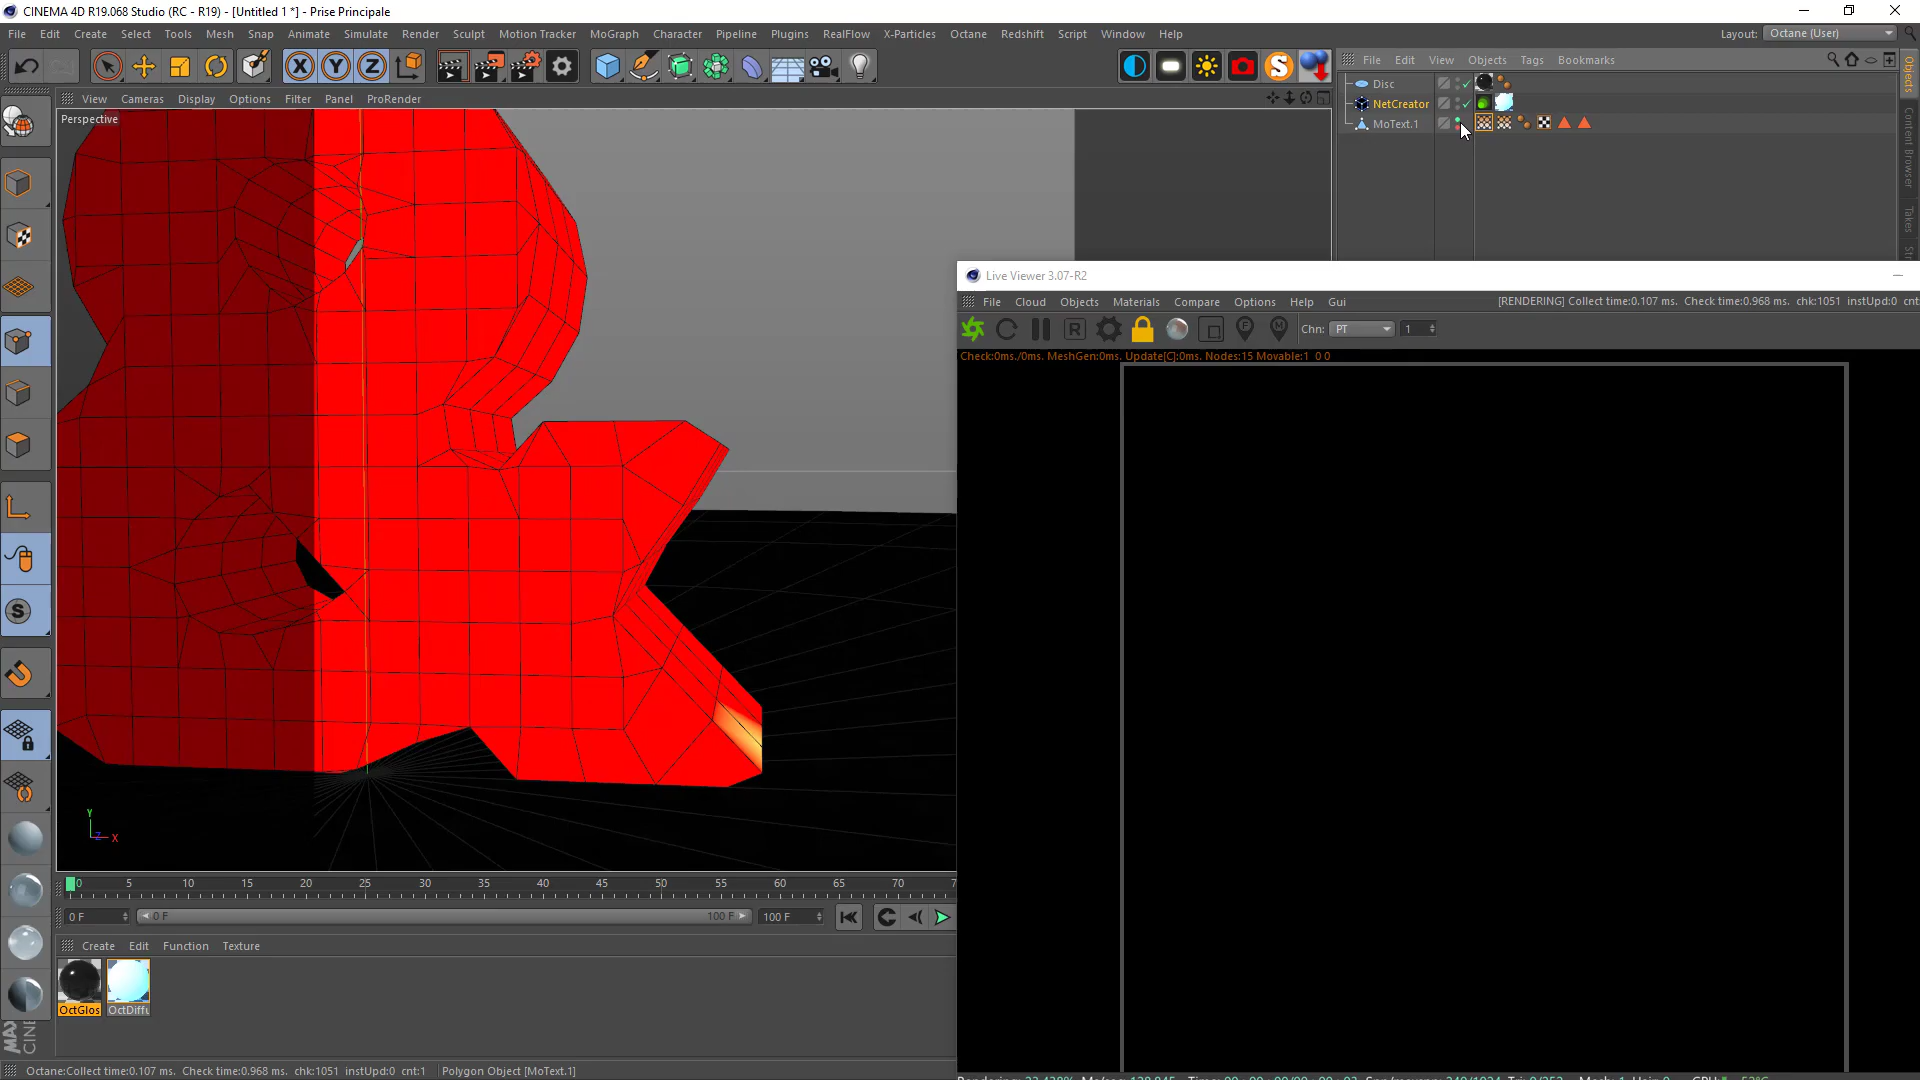 CINEMA 4D R19.068 Studio (RC - R19) - [Untitled 1 *] - Prise Principale
File Edit Create Select Tools Mesh Snap Animate Simulate Render Sculpt Motion Tracker MoGraph Character Pipeline Plugins RealFlow X-Particles Octane Redshift Script Window Help
Layout: Octane (User)
X Y Z
S
File Edit View Objects Tags Bookmarks
Disc
NetCreator
MoText.1
Objects
Content Browser
Takes
View Cameras Display Options Filter Panel ProRender
Perspective
Live Viewer 3.07-R2
File Cloud Objects Materials Compare Options Help Gui
[RENDERING] Collect time:0.107 ms. Check time:0.968 ms. chk:1051 instUpd:0 cnt:
R
Chn: PT 1
Check:0ms./0ms. MeshGen:0ms. Update[C]:0ms. Nodes:15 Movable:1 0 0
S
Y
Z X
0 5 10 15 20 25 30 35 40 45 50 55 60 65 70 7
0 F 0 F 100 F 100 F
Create Edit Function Texture
OctGlos OctDiffu
Octane:Collect time:0.107 ms. Check time:0.968 ms. chk:1051 instUpd:0 cnt:1 Polygon Object [MoText.1]